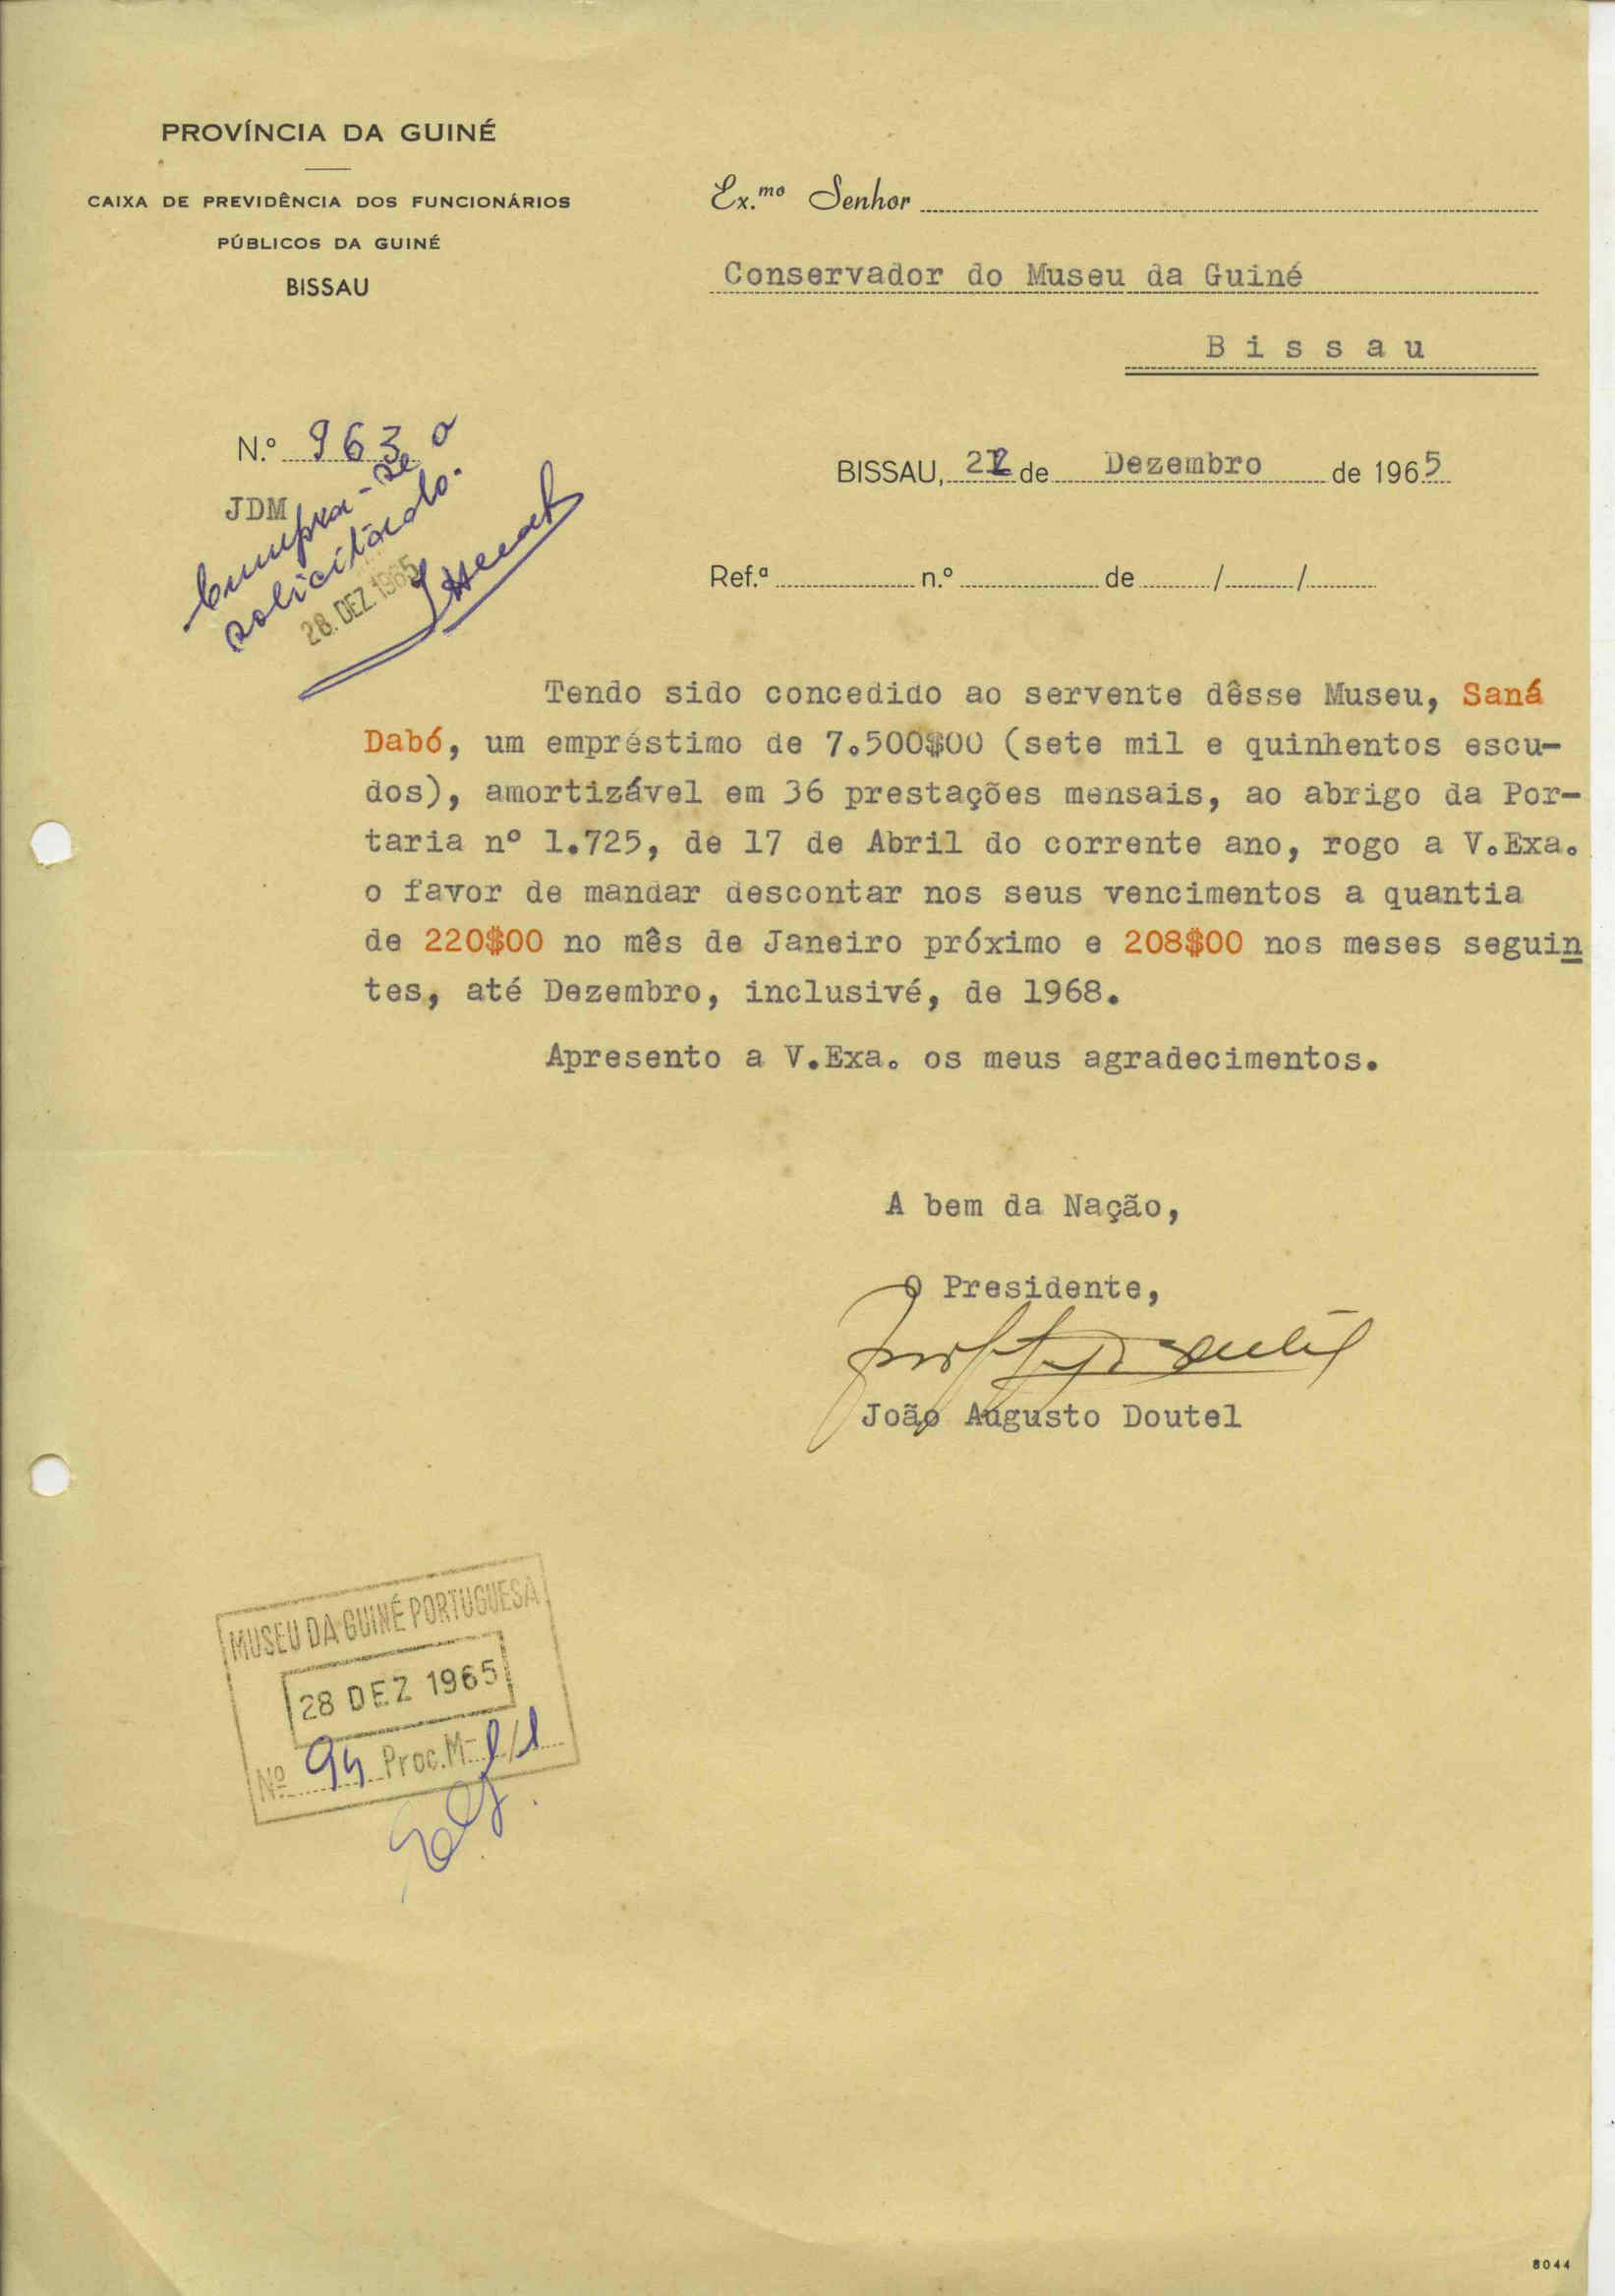 PROVÍNCIA DA GUINÉ
CAIXA DE PREVIDÊNCIA DOS FUNCIONÁRIOS
PÚBLICOS DA GUINÉ
BISSAU
Ex.mo Senhor
Conservador do Museu da Guiné
Bissau
N.º 963
JDM
Cumpra-se o
solicitado.
28. DEZ. 1965
BISSAU, de Dezembro de 1965
Ref.ª n.º de / /
Tendo sido concedido ao servente dêsse Museu, Saná
Dabó, um empréstimo de 7.500$00 (sete mil e quinhentos escu-
dos), amortizável em 36 prestações mensais, ao abrigo da Por-
taria nº 1.725, de 17 de Abril do corrente ano, rogo a V.Exa.
o favor de mandar descontar nos seus vencimentos a quantia
de 220$00 no mês de Janeiro próximo e 208$00 nos meses seguin
tes, até Dezembro, inclusivé, de 1968.
Apresento a V.Exa. os meus agradecimentos.
A bem da Nação,
O Presidente,
João Augusto Doutel
MUSEU DA GUINÉ PORTUGUESA
28 DEZ 1965
Nº 94 Proc. M-
8044